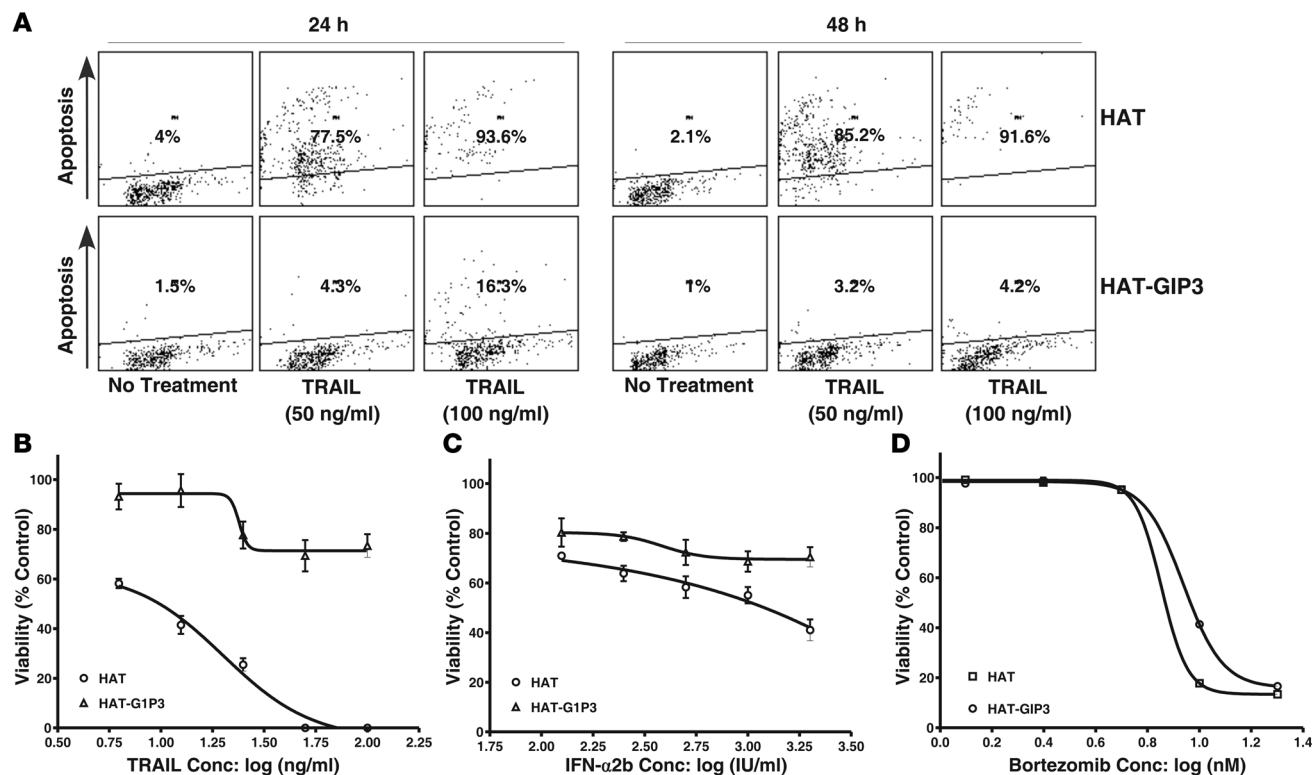 A
24 h
48 h
Apoptosis
4%
77.5%
93.6%
2.1%
85.2%
91.6%
HAT
Apoptosis
1.5%
4.3%
16.3%
1%
3.2%
4.2%
HAT-GIP3
No Treatment
TRAIL
(50 ng/ml)
TRAIL
(100 ng/ml)
No Treatment
TRAIL
(50 ng/ml)
TRAIL
(100 ng/ml)
B
Viability (% Control)
100
80
60
40
20
0
HAT
HAT-G1P3
0.50 0.75 1.00 1.25 1.50 1.75 2.00 2.25
TRAIL Conc: log (ng/ml)
C
Viability (% Control)
100
80
60
40
20
0
HAT
HAT-G1P3
1.75 2.00 2.25 2.50 2.75 3.00 3.25 3.50
IFN-α2b Conc: log (IU/ml)
D
Viability (% Control)
100
80
60
40
20
0
HAT
HAT-GIP3
0.0 0.2 0.4 0.6 0.8 1.0 1.2 1.4
Bortezomib Conc: log (nM)